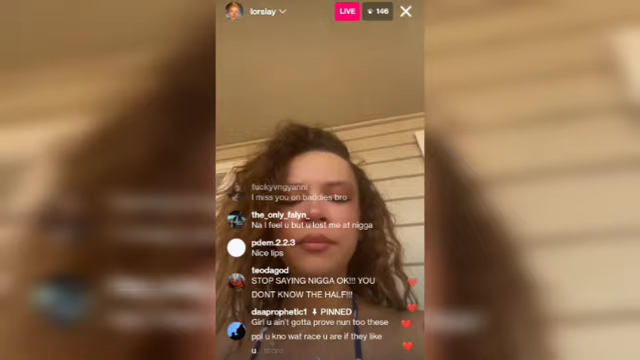 lorslay
LIVE
146
fuckyvngyanni
I miss you on baddies bro
the_only_falyn_
Na I feel u but u lost me at nigga
pdem.2.2.3
Nice lips
teodagod
STOP SAYING NIGGA OK!!! YOU
DONT KNOW THE HALF!!!
daaprophetic1 PINNED
Girl u ain't gotta prove nun too these
ppl u kno wat race u are if they like
u more